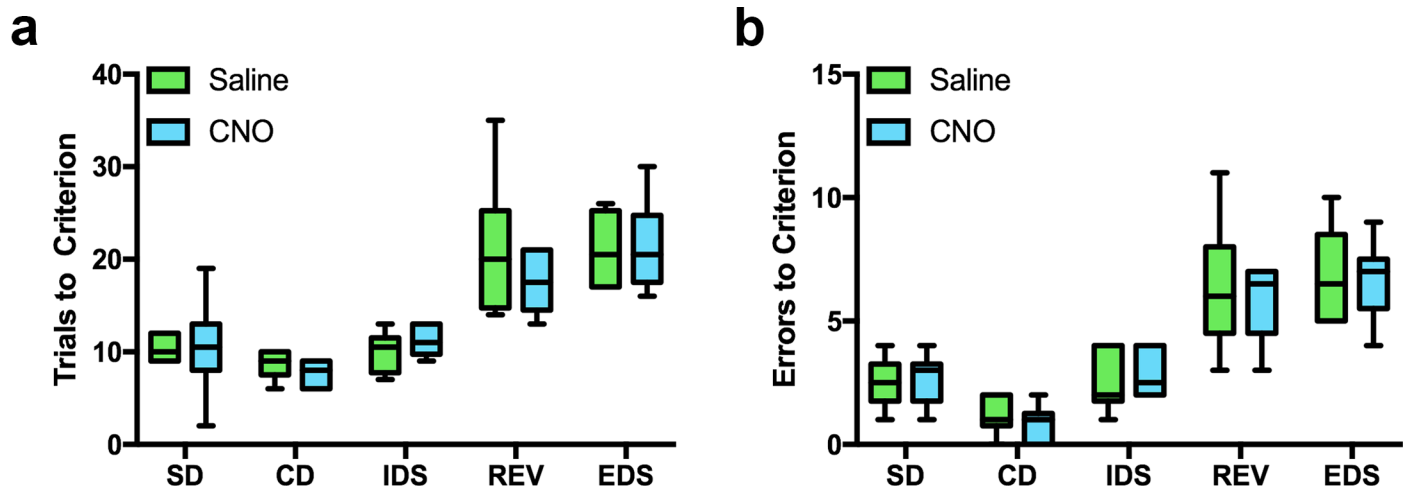 a
Trials to Criterion
40
30
20
10
0
Saline
CNO
SD CD IDS REV EDS
b
Errors to Criterion
15
10
5
0
Saline
CNO
SD CD IDS REV EDS